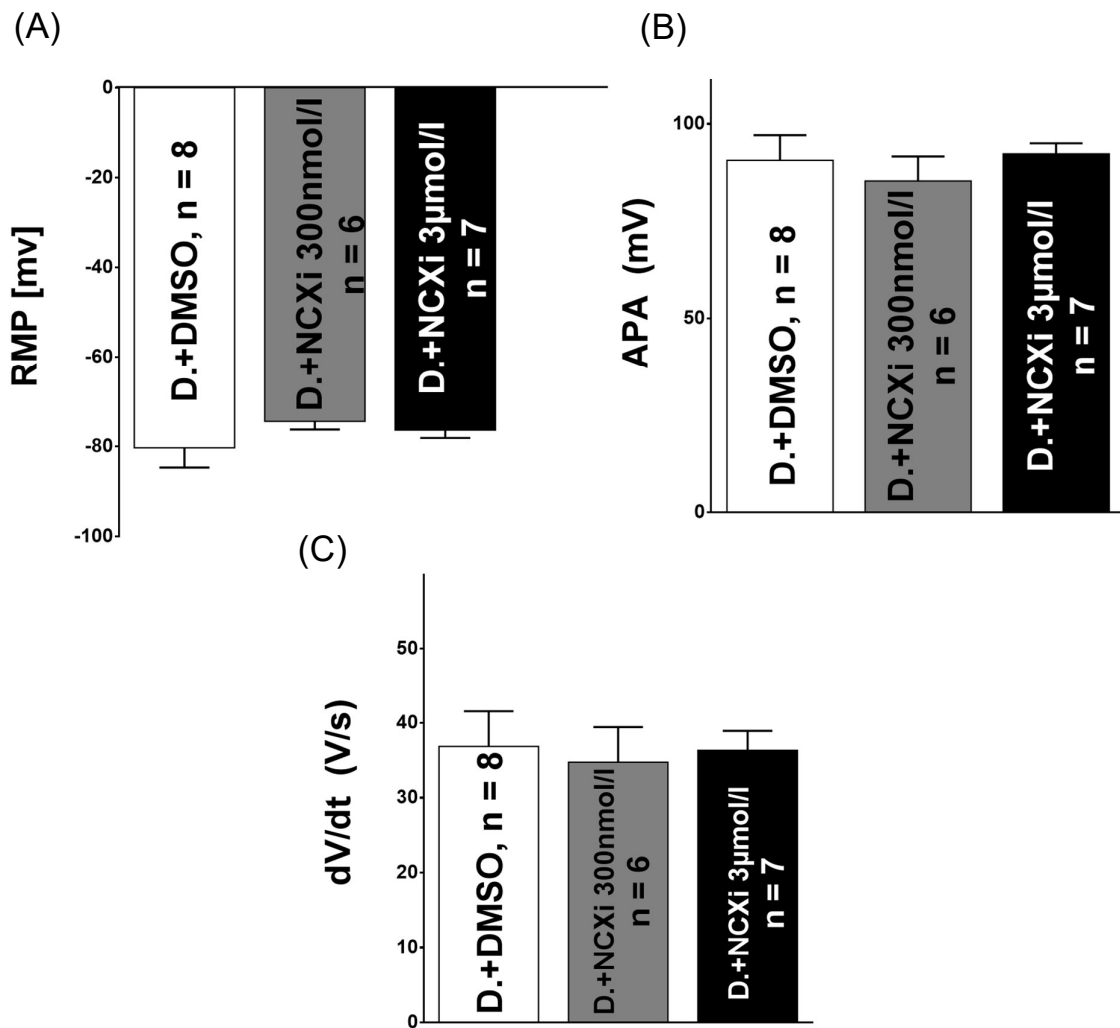 (A)
RMP [mv]
0
-20
-40
-60
-80
-100
D.+DMSO, n = 8
D.+NCXi 300nmol/l
n = 6
D.+NCXi 3µmol/l
n = 7
(B)
APA (mV)
100
50
0
D.+DMSO, n = 8
D.+NCXi 300nmol/l
n = 6
D.+NCXi 3µmol/l
n = 7
(C)
dV/dt (V/s)
50
40
30
20
10
0
D.+DMSO, n = 8
D.+NCXi 300nmol/l
n = 6
D.+NCXi 3µmol/l
n = 7